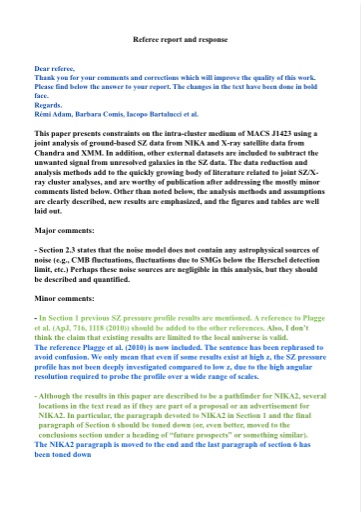 Referee report and response
Dear referee,
Thank you for your comments and corrections which will improve the quality of this work.
Please find below the answer to your report. The changes in the text have been done in bold
face.
Regards.
Rémi Adam, Barbara Comis, Iacopo Bartalucci et al.
This paper presents constraints on the intra-cluster medium of MACS J1423 using a
joint analysis of ground-based SZ data from NIKA and X-ray satellite data from
Chandra and XMM. In addition, other external datasets are included to subtract the
unwanted signal from unresolved galaxies in the SZ data. The data reduction and
analysis methods add to the quickly growing body of literature related to joint SZ/X-
ray cluster analyses, and are worthy of publication after addressing the mostly minor
comments listed below. Other than noted below, the analysis methods and assumptions
are clearly described, new results are emphasized, and the figures and tables are well
laid out.
Major comments:
- Section 2.3 states that the noise model does not contain any astrophysical sources of
noise (e.g., CMB fluctuations, fluctuations due to SMGs below the Herschel detection
limit, etc.) Perhaps these noise sources are negligible in this analysis, but they should
be described and quantified.
Minor comments:
- In Section 1 previous SZ pressure profile results are mentioned. A reference to Plagge
et al. (ApJ, 716, 1118 (2010)) should be added to the other references. Also, I don't
think the claim that existing results are limited to the local universe is valid.
The reference Plagge et al. (2010) is now included. The sentence has been rephrased to
avoid confusion. We only mean that even if some results exist at high z, the SZ pressure
profile has not been deeply investigated compared to low z, due to the high angular
resolution required to probe the profile over a wide range of scales.
- Although the results in this paper are described to be a pathfinder for NIKA2, several
locations in the text read as if they are part of a proposal or an advertisement for
NIKA2. In particular, the paragraph devoted to NIKA2 in Section 1 and the final
paragraph of Section 6 should be toned down (or, even better, moved to the
conclusions section under a heading of "future prospects" or something similar).
The NIKA2 paragraph is moved to the end and the last paragraph of section 6 has
been toned down